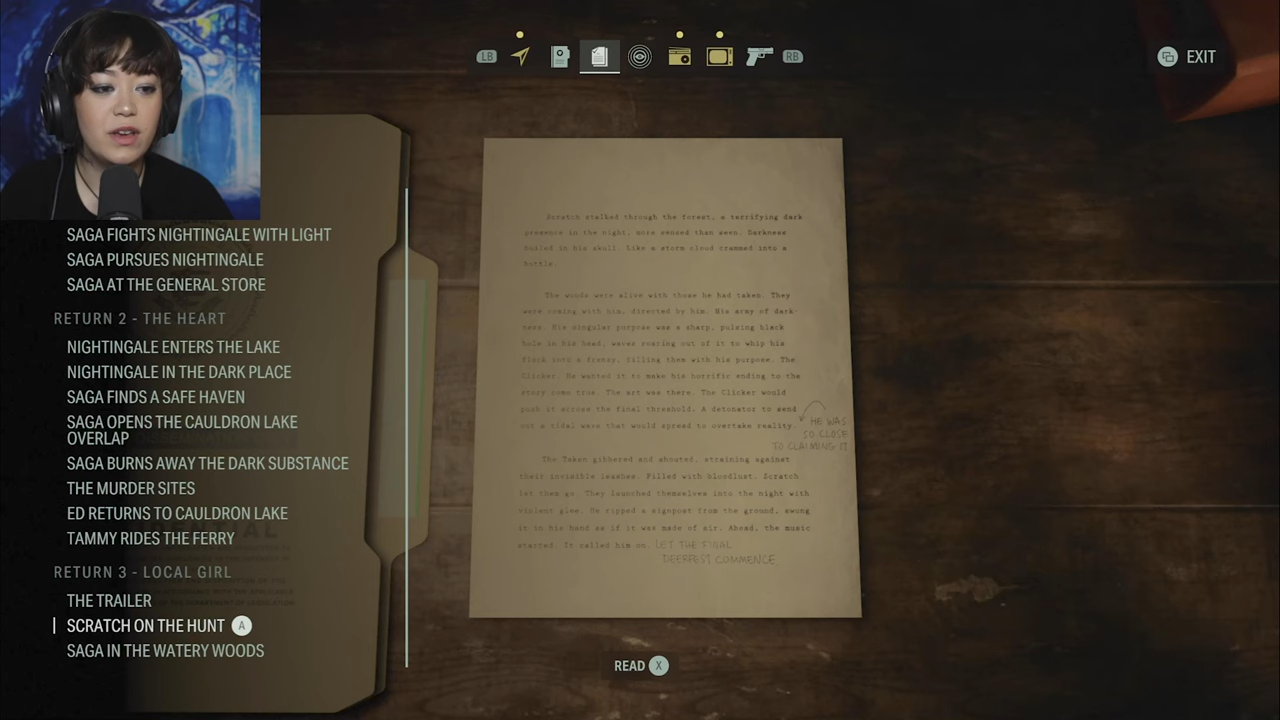 LB
RB
EXIT
SAGA FIGHTS NIGHTINGALE WITH LIGHT
SAGA PURSUES NIGHTINGALE
SAGA AT THE GENERAL STORE
RETURN 2 - THE HEART
NIGHTINGALE ENTERS THE LAKE
NIGHTINGALE IN THE DARK PLACE
SAGA FINDS A SAFE HAVEN
SAGA OPENS THE CAULDRON LAKE
OVERLAP
SAGA BURNS AWAY THE DARK SUBSTANCE
THE MURDER SITES
ED RETURNS TO CAULDRON LAKE
TAMMY RIDES THE FERRY
RETURN 3 - LOCAL GIRL
THE TRAILER
SCRATCH ON THE HUNT A
SAGA IN THE WATERY WOODS
Scratch stalked through the forest, a terrifying dark
presence in the night, more sensed than seen. Darkness
boiled in his skull. Like a storm cloud crammed into a
bottle.
The woods were alive with those he had taken. They
were coming with him, directed by him. His army of dark-
ness. His singular purpose was a sharp, pulsing black
hole in his head, waves roaring out of it to whip his
flock into a frenzy, filling them with his purpose. The
Clicker. He wanted it to make his horrific ending to the
story come true. The art was there. The Clicker would
push it across the final threshold. A detonator to send
out a tidal wave that would spread to overtake reality.
HE WAS
SO CLOSE
TO CLAIMING IT
The Taken gibbered and shouted, straining against
their invisible leashes. Filled with bloodlust. Scratch
let them go. They launched themselves into the night with
violent glee. He ripped a signpost from the ground, swung
it in his hand as if it was made of air. Ahead, the music
started. It called him on. LET THE FINAL
DEERFEST COMMENCE.
READ X